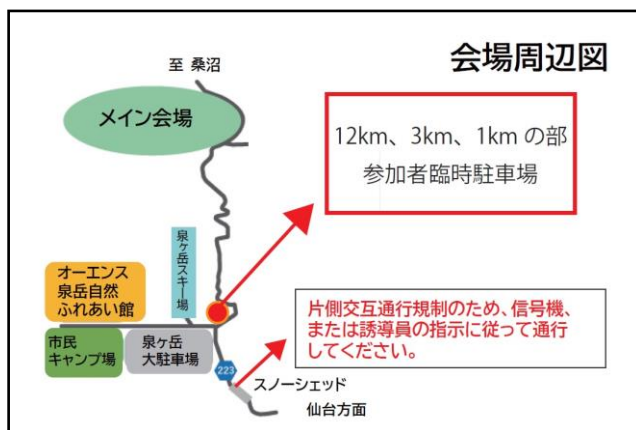 会場周辺図
至 桑沼
メイン会場
12km、3km、1km の部
参加者臨時駐車場
泉ヶ岳スキー場
オーエンス
泉岳自然
ふれあい館
市民
キャンプ場
泉ヶ岳
大駐車場
片側交互通行規制のため、信号機、
または誘導員の指示に従って通行
してください。
223
スノーシェッド
仙台方面